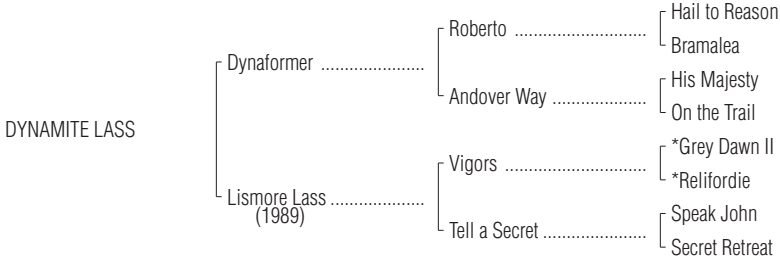 Hail to Reason
Roberto ............................
Bramalea
Dynaformer ......................
His Majesty
Andover Way ....................
On the Trail
DYNAMITE LASS
*Grey Dawn II
Vigors ..............................
*Relifordie
Lismore Lass ....................
(1989)
Speak John
Tell a Secret ......................
Secret Retreat